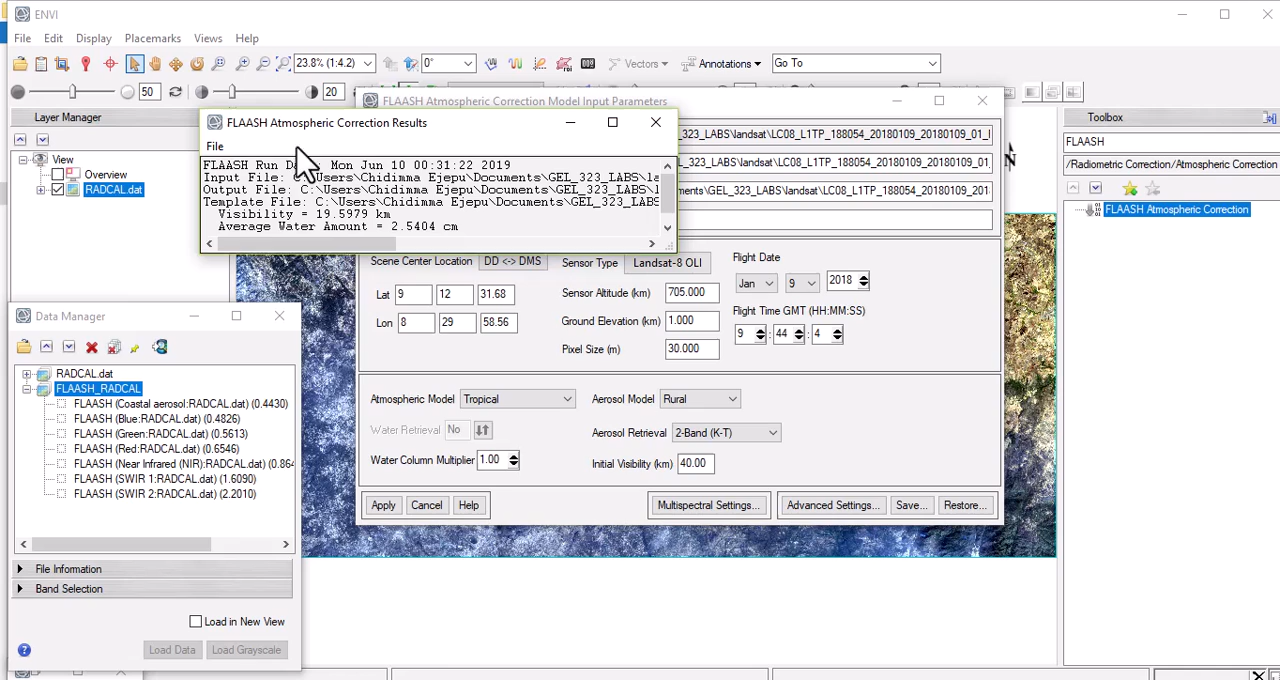 ENVI
File Edit Display Placemarks Views Help
23.8% (1:4.2) 0° Vectors Annotations Go To
50 20
Layer Manager
View
Overview
RADCAL.dat
FLAASH Atmospheric Correction Model Input Parameters
FLAASH Atmospheric Correction Results
File
FLAASH Run Mon Jun 10 00:31:22 2019
Input File: C:\Users\Chidimma Ejepu\Documents\GEL_323_LABS\la
Output File: C:\Users\Chidimma Ejepu\Documents\GEL_323_LABS\l
Template File: C:\Users\Chidimma Ejepu\Documents\GEL_323_LABS
Visibility = 19.5979 km
Average Water Amount = 2.5404 cm
_323_LABS\landsat\LC08_L1TP_188054_20180109_20180109_01_
_323_LABS\landsat\LC08_L1TP_188054_20180109_20180109_01_
ments\GEL_323_LABS\landsat\LC08_L1TP_188054_20180109_20180109_01_
N
Scene Center Location DD <-> DMS
Lat 9 12 31.68
Lon 8 29 58.56
Sensor Type Landsat-8 OLI
Sensor Altitude (km) 705.000
Ground Elevation (km) 1.000
Pixel Size (m) 30.000
Flight Date
Jan 9 2018
Flight Time GMT (HH:MM:SS)
9 : 44 : 4
Atmospheric Model Tropical
Water Retrieval No
Water Column Multiplier 1.00
Aerosol Model Rural
Aerosol Retrieval 2-Band (K-T)
Initial Visibility (km) 40.00
Apply Cancel Help Multispectral Settings... Advanced Settings... Save... Restore...
Data Manager
RADCAL.dat
FLAASH_RADCAL
FLAASH (Coastal aerosol:RADCAL.dat) (0.4430)
FLAASH (Blue:RADCAL.dat) (0.4826)
FLAASH (Green:RADCAL.dat) (0.5613)
FLAASH (Red:RADCAL.dat) (0.6546)
FLAASH (Near Infrared (NIR):RADCAL.dat) (0.864
FLAASH (SWIR 1:RADCAL.dat) (1.6090)
FLAASH (SWIR 2:RADCAL.dat) (2.2010)
File Information
Band Selection
Load in New View
Load Data Load Grayscale
Toolbox
FLAASH
/Radiometric Correction/Atmospheric Correction
FLAASH Atmospheric Correction